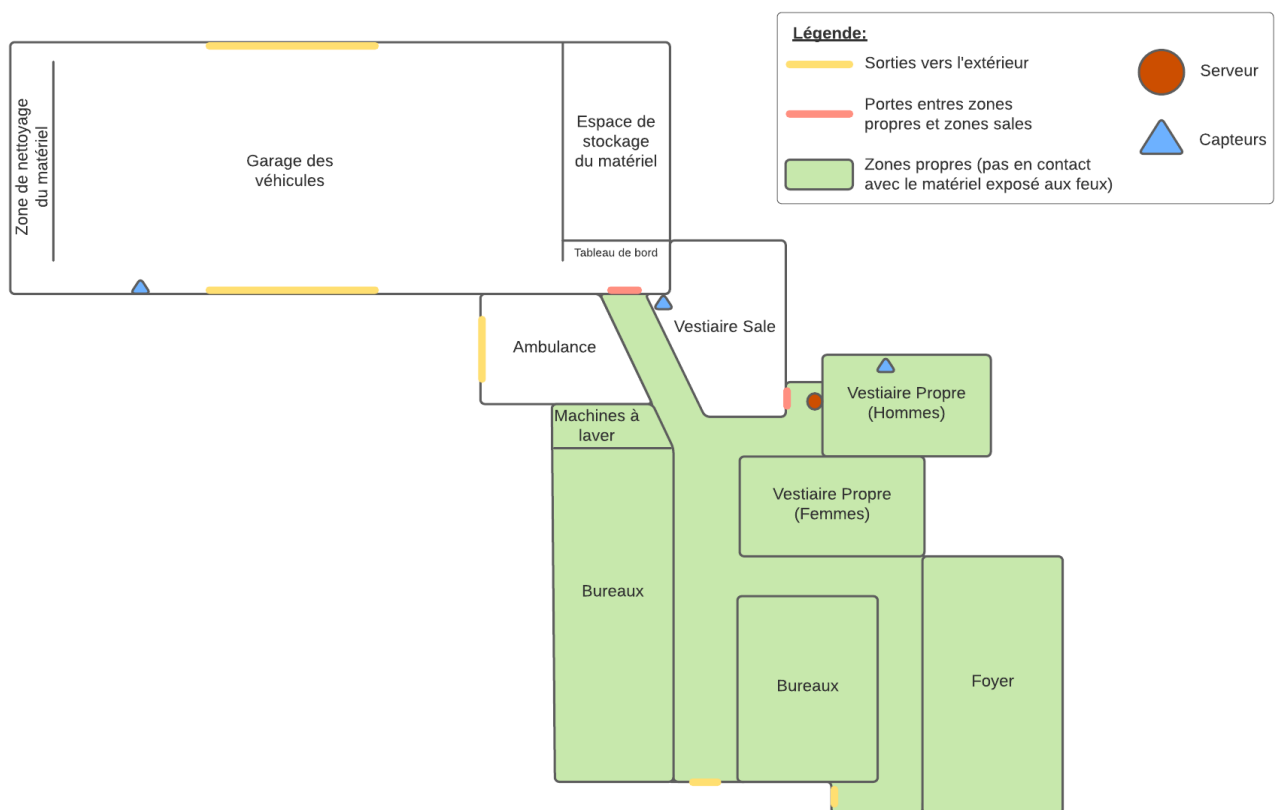 Légende:
Sorties vers l'extérieur
Portes entres zones
propres et zones sales
Zones propres (pas en contact
avec le matériel exposé aux feux)
Serveur
Capteurs
Zone de nettoyage
du matériel
Garage des
véhicules
Espace de
stockage
du matériel
Tableau de bord
Ambulance
Vestiaire Sale
Vestiaire Propre
(Hommes)
Machines à
laver
Vestiaire Propre
(Femmes)
Bureaux
Bureaux
Foyer